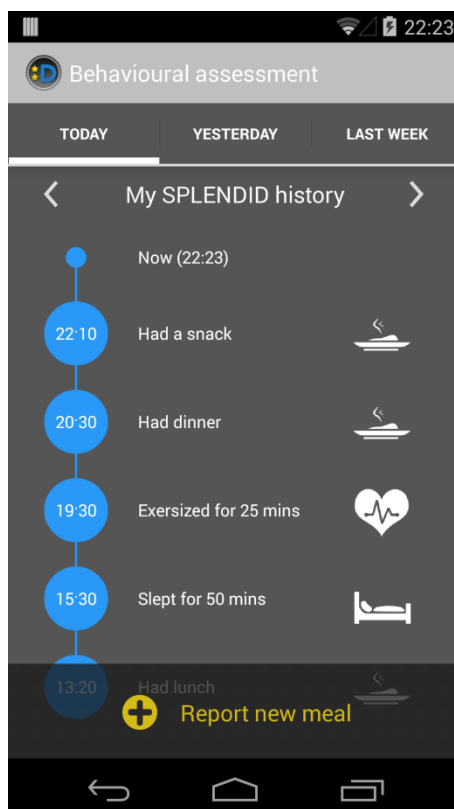 22:23
D Behavioural assessment
TODAY YESTERDAY LAST WEEK
My SPLENDID history
Now (22:23)
22:10 Had a snack
20:30 Had dinner
19:30 Exersized for 25 mins
15:30 Slept for 50 mins
13:20 Had lunch
Report new meal